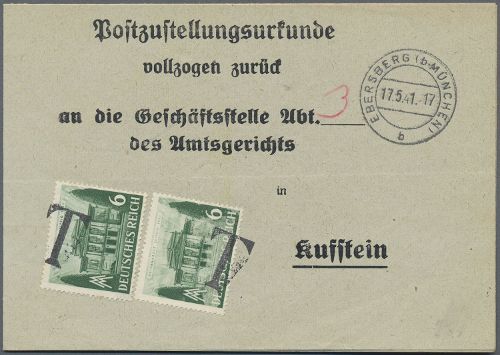 Postzustellungsurkunde
vollzogen zurück
an die Geschäftsstelle Abt. 3
des Amtsgerichts
in
Kufstein
EBERSBERG (b. MÜNCHEN)
17.5.41.-17
b
6
DEUTSCHES REICH
T
6
DEUTSCHES REICH
T